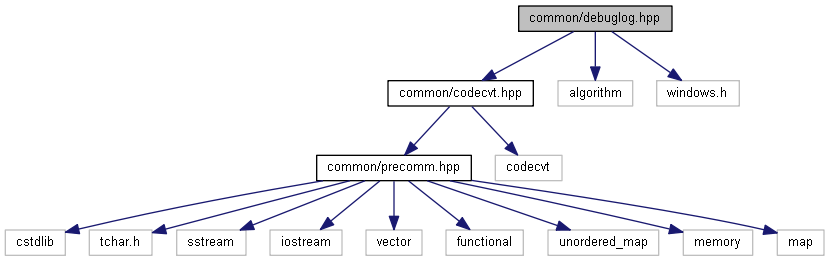 common/debuglog.hpp
common/codecvt.hpp
algorithm
windows.h
common/precomm.hpp
codecvt
cstdlib
tchar.h
sstream
iostream
vector
functional
unordered_map
memory
map